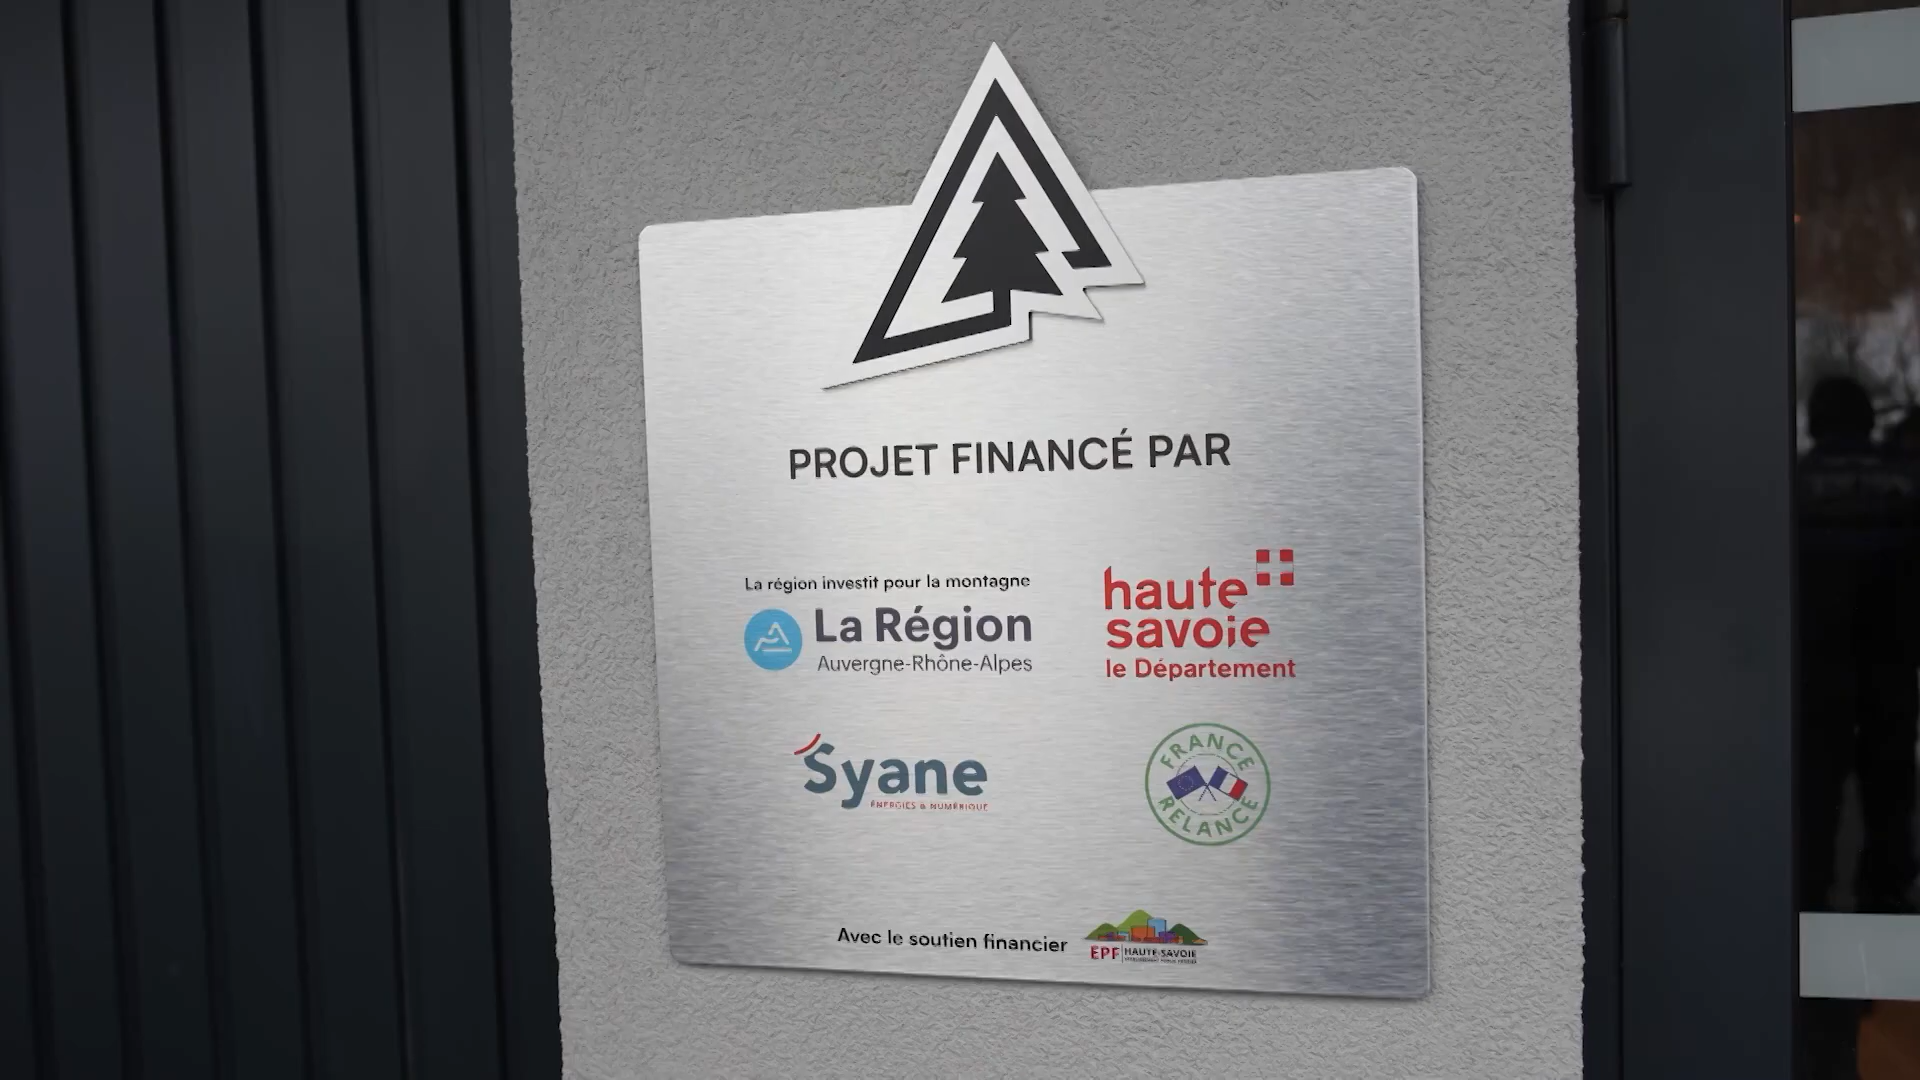 PROJET FINANCÉ PAR
La région investit pour la montagne
La Région
Auvergne-Rhône-Alpes
haute
savoie
le Département
Syane
ÉNERGIES & NUMÉRIQUE
FRANCE
RELANCE
Avec le soutien financier
EPF HAUTE-SAVOIE